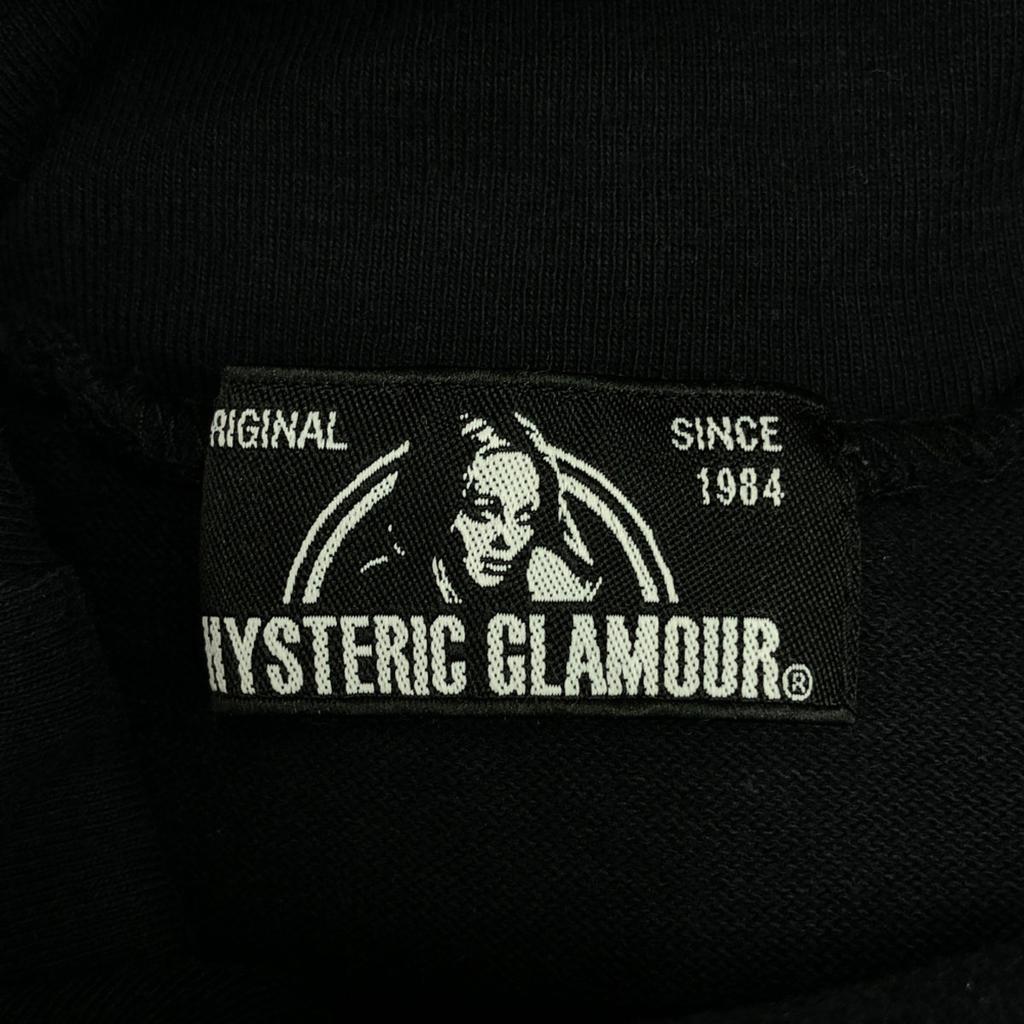 RIGINAL
SINCE
1984
HYSTERIC GLAMOUR®